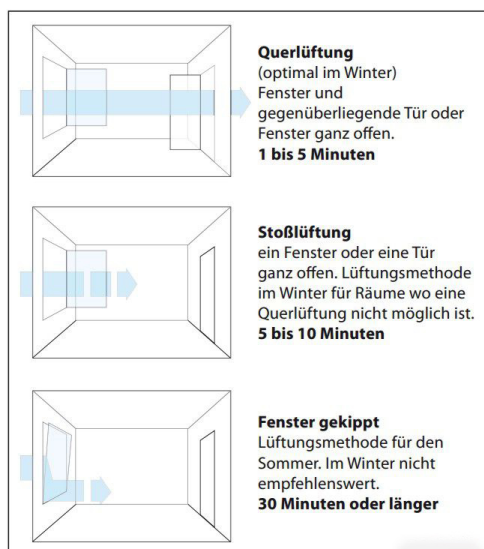 Querlüftung
(optimal im Winter)
Fenster und
gegenüberliegende Tür oder
Fenster ganz offen.
1 bis 5 Minuten
Stoßlüftung
ein Fenster oder eine Tür
ganz offen. Lüftungsmethode
im Winter für Räume wo eine
Querlüftung nicht möglich ist.
5 bis 10 Minuten
Fenster gekippt
Lüftungsmethode für den
Sommer. Im Winter nicht
empfehlenswert.
30 Minuten oder länger